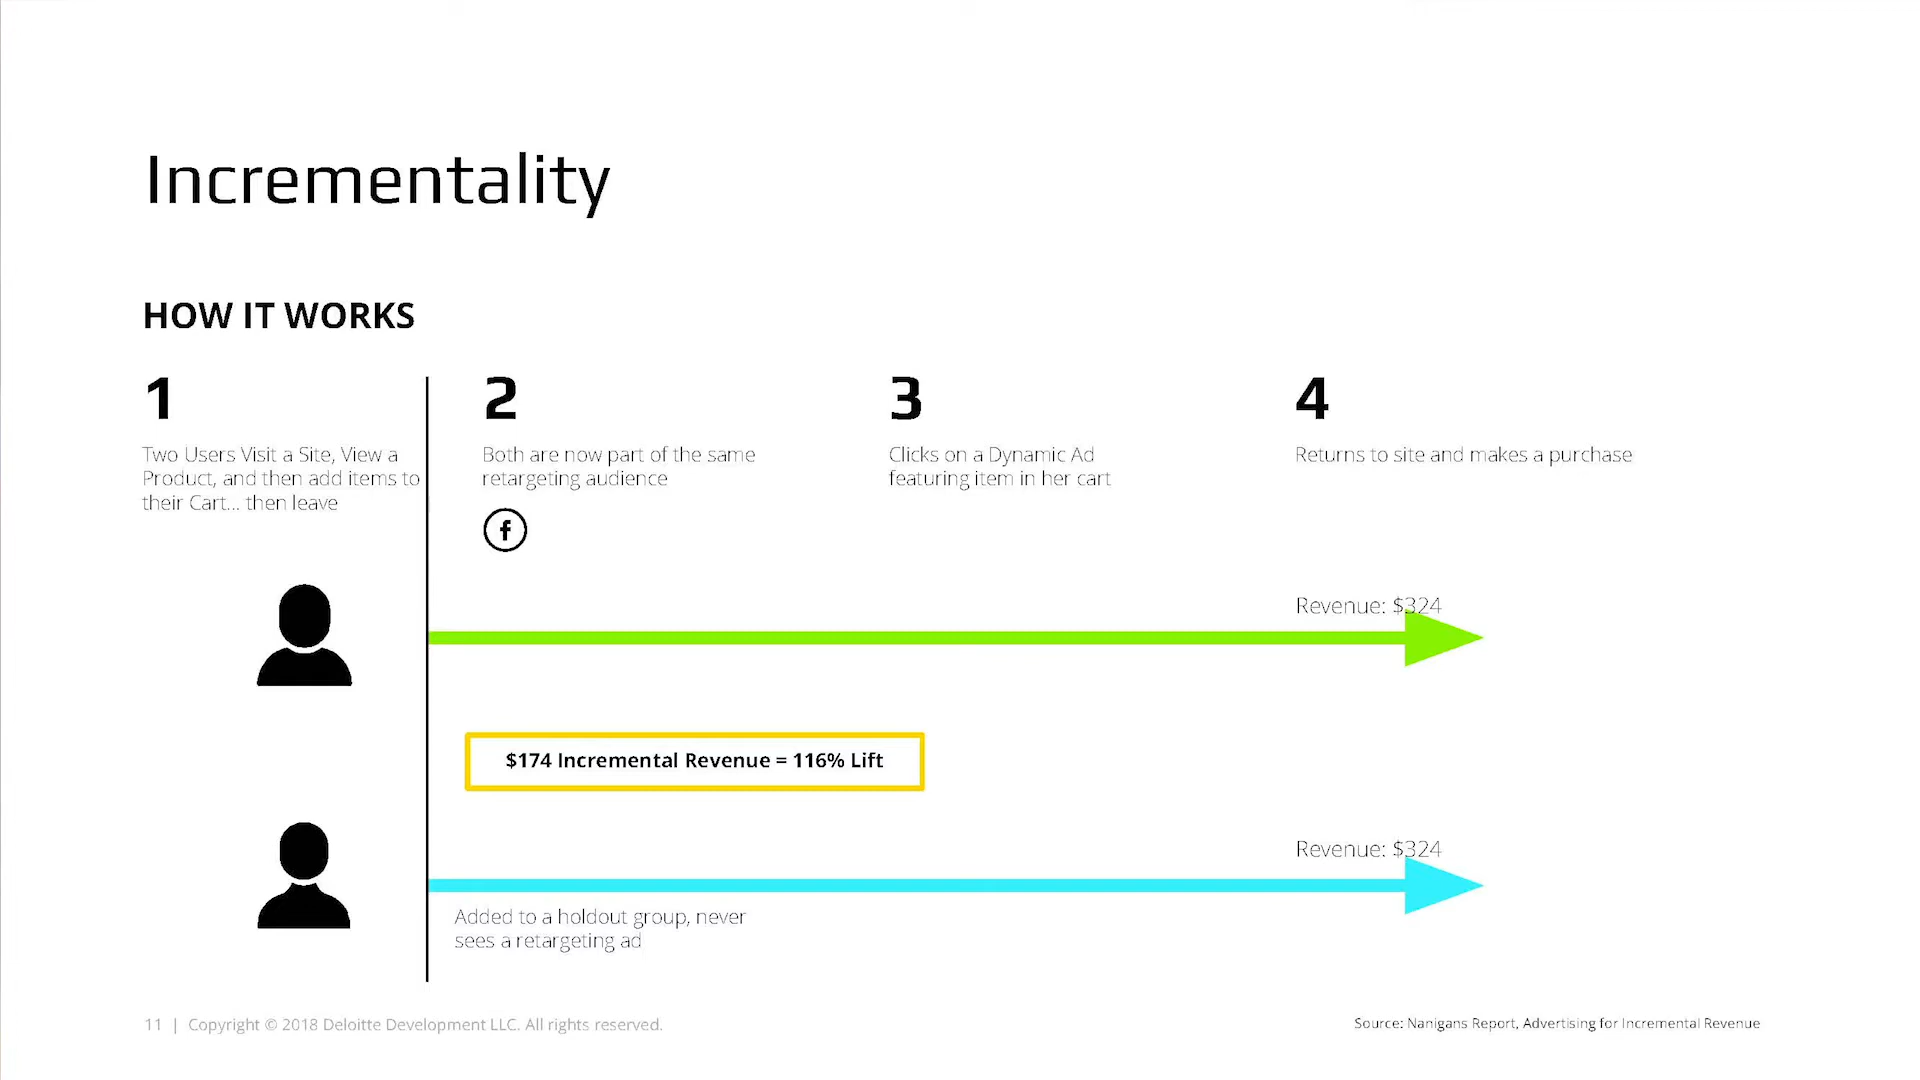 Incrementality
HOW IT WORKS
1
Two Users Visit a Site, View a
Product, and then add items to
their Cart... then leave
2
Both are now part of the same
retargeting audience
f
3
Clicks on a Dynamic Ad
featuring item in her cart
4
Returns to site and makes a purchase
Revenue: $324
$174 Incremental Revenue = 116% Lift
Revenue: $324
Added to a holdout group, never
sees a retargeting ad
11 | Copyright © 2018 Deloitte Development LLC. All rights reserved.
Source: Nanigans Report, Advertising for Incremental Revenue